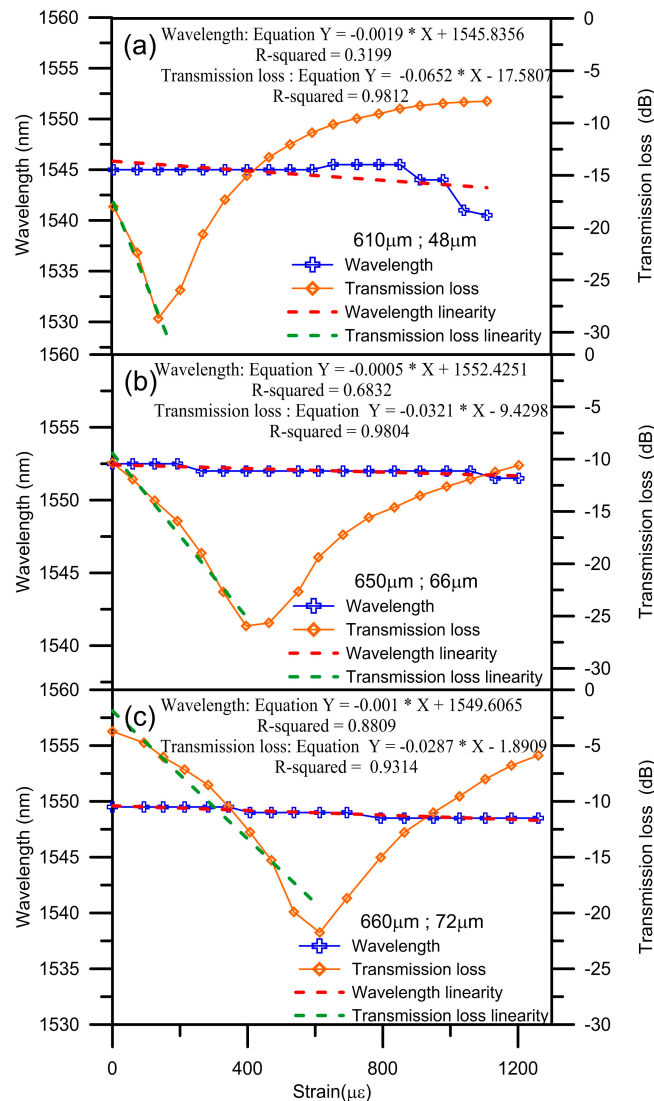 (a) Wavelength: Equation Y = -0.0019 * X + 1545.8356
R-squared = 0.3199
Transmission loss : Equation Y =  -0.0652 * X - 17.5807
R-squared = 0.9812
1560
1555
1550
1545
1540
1535
1530
Wavelength (nm)
0
-5
-10
-15
-20
-25
-30
Transmission loss  (dB)
610μm ; 48μm
Wavelength
Transmission loss
Wavelength linearity
Transmission loss linearity
(b) Wavelength: Equation Y = -0.0005 * X + 1552.4251
R-squared = 0.6832
Transmission loss : Equation  Y = -0.0321 * X - 9.4298
R-squared = 0.9804
1560
1555
1550
1545
1540
Wavelength (nm)
0
-5
-10
-15
-20
-25
-30
Transmission loss  (dB)
650μm ; 66μm
Wavelength
Transmission loss
Wavelength linearity
Transmission loss linearity
(c) Wavelength: Equation Y = -0.001 * X + 1549.6065
R-squared = 0.8809
Transmission loss: Equation  Y = -0.0287 * X - 1.8909
R-squared =  0.9314
1560
1555
1550
1545
1540
1535
1530
Wavelength (nm)
0
-5
-10
-15
-20
-25
-30
Transmission loss  (dB)
660μm ; 72μm
Wavelength
Transmission loss
Wavelength linearity
Transmission loss linearity
0
400
800
1200
Strain(με)